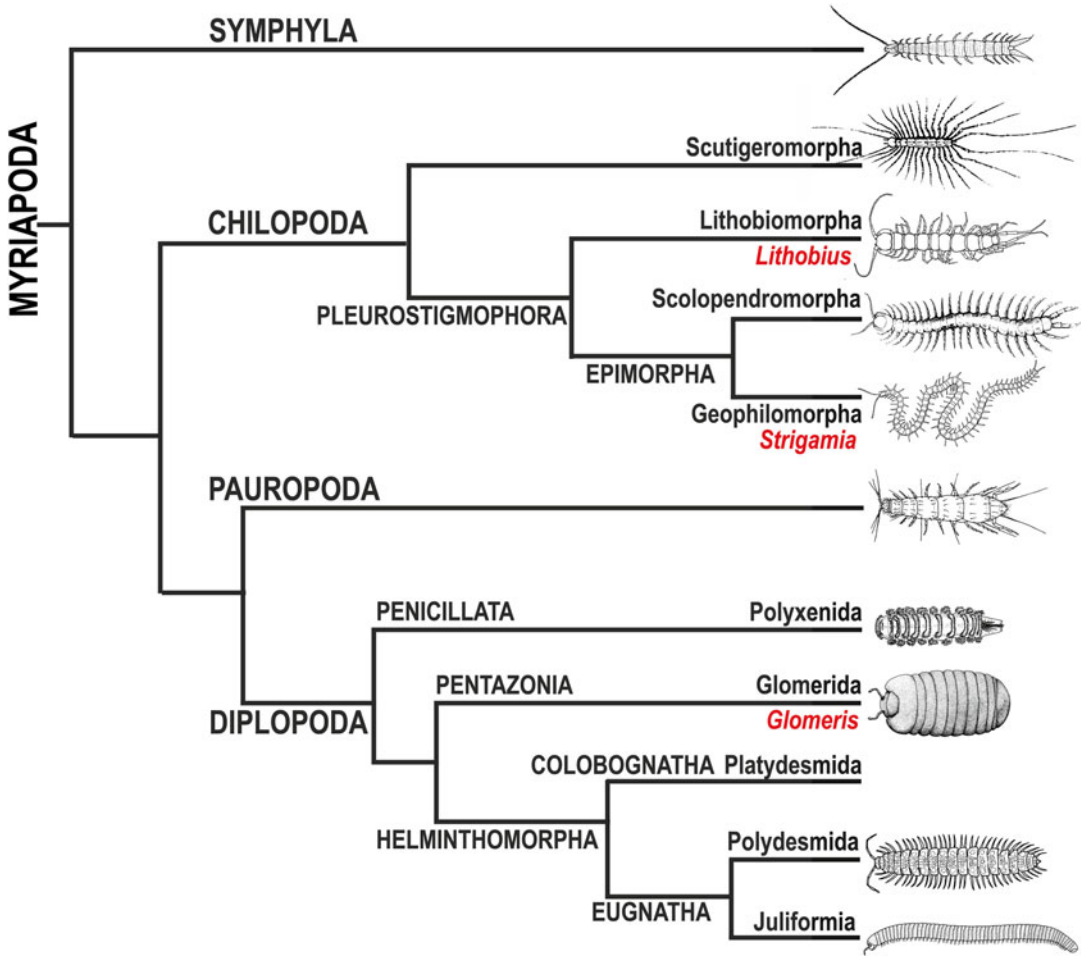 SYMPHYLA
MYRIAPODA
Scutigeromorpha
CHILOPODA
Lithobiomorpha
Lithobius
Scolopendromorpha
PLEUROSTIGMOPHORA
EPIMORPHA
Geophilomorpha
Strigamia
PAUROPODA
PENICILLATA
Polyxenida
PENTAZONIA
Glomerida
DIPLOPODA
Glomeris
COLOBOGNATHA Platydesmida
HELMINTHOMORPHA
Polydesmida
EUGNATHA
Juliformia